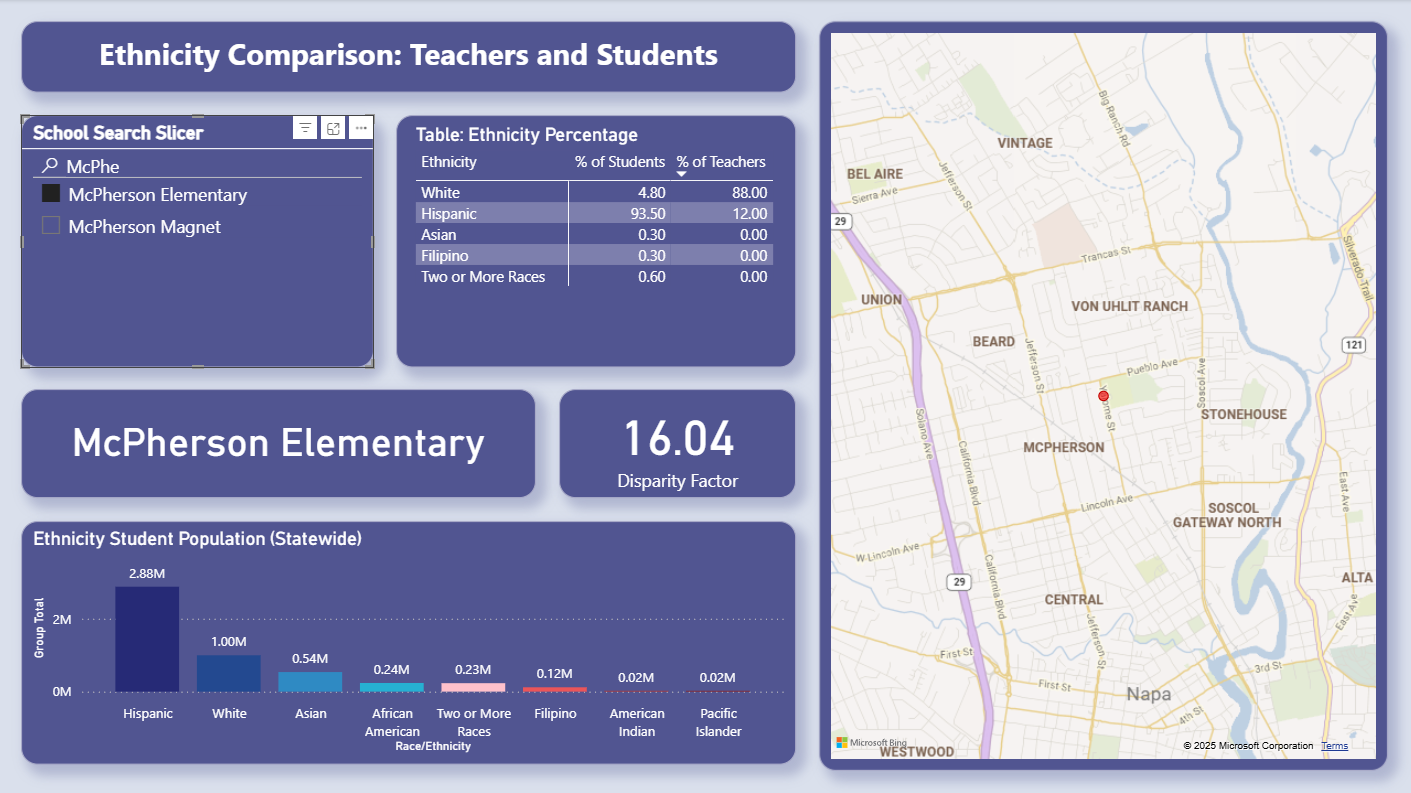 Ethnicity Comparison: Teachers and Students
School Search Slicer
McPhe
McPherson Elementary
McPherson Magnet
Table: Ethnicity Percentage
Ethnicity % of Students % of Teachers
White 4.80 88.00
Hispanic 93.50 12.00
Asian 0.30 0.00
Filipino 0.30 0.00
Two or More Races 0.60 0.00
McPherson Elementary
16.04
Disparity Factor
Ethnicity Student Population (Statewide)
Group Total
2M
0M
2.88M
1.00M
0.54M
0.24M
0.23M
0.12M
0.02M
0.02M
Hispanic
White
Asian
African
American
Two or More
Races
Filipino
American
Indian
Pacific
Islander
Race/Ethnicity
Big Ranch Rd
VINTAGE
BEL AIRE
Sierra Ave
Jefferson St
29
Trancas St
Silverado Trail
UNION
VON UHLIT RANCH
BEARD
121
Jefferson St
Pueblo Ave
Soscol Ave
STONEHOUSE
Solano Ave
California Blvd
MCPHERSON
East Ave
Lincoln Ave
SOSCOL
GATEWAY NORTH
W Lincoln Ave
29
California Blvd
ALTA
CENTRAL
East Ave
Jefferson St
First St
3rd St
First St
Napa
4th St
Microsoft Bing
WESTWOOD
© 2025 Microsoft Corporation Terms